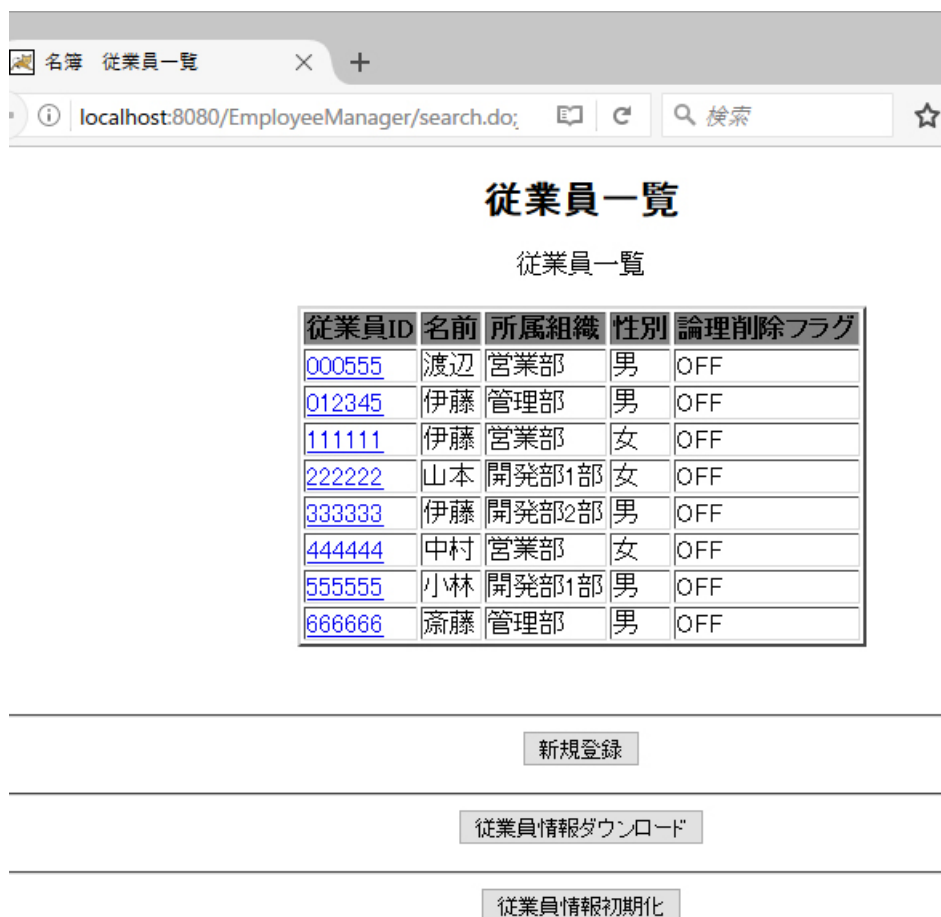 名簿 従業員一覧
localhost:8080/EmployeeManager/search.do; 検索
従業員一覧
従業員一覧
従業員ID 名前 所属組織 性別 論理削除フラグ
000555 渡辺 営業部 男 OFF
012345 伊藤 管理部 男 OFF
111111 伊藤 営業部 女 OFF
222222 山本 開発部1部 女 OFF
333333 伊藤 開発部2部 男 OFF
444444 中村 営業部 女 OFF
555555 小林 開発部1部 男 OFF
666666 斎藤 管理部 男 OFF
新規登録
従業員情報ダウンロード
従業員情報初期化